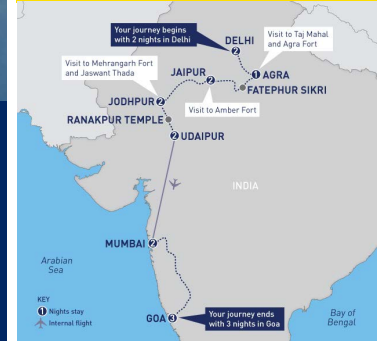 Your journey begins
with 2 nights in Delhi
DELHI
2
Visit to Taj Mahal
and Agra Fort
Visit to Mehrangarh Fort
and Jaswant Thada
JAIPUR
2
1 AGRA
FATEPHUR SIKRI
JODHPUR 2
Visit to Amber Fort
RANAKPUR TEMPLE
2 UDAIPUR
INDIA
MUMBAI 2
Arabian
Sea
KEY
1 Nights stay
Internal flight
GOA 3
Your journey ends
with 3 nights in Goa
Bay of
Bengal